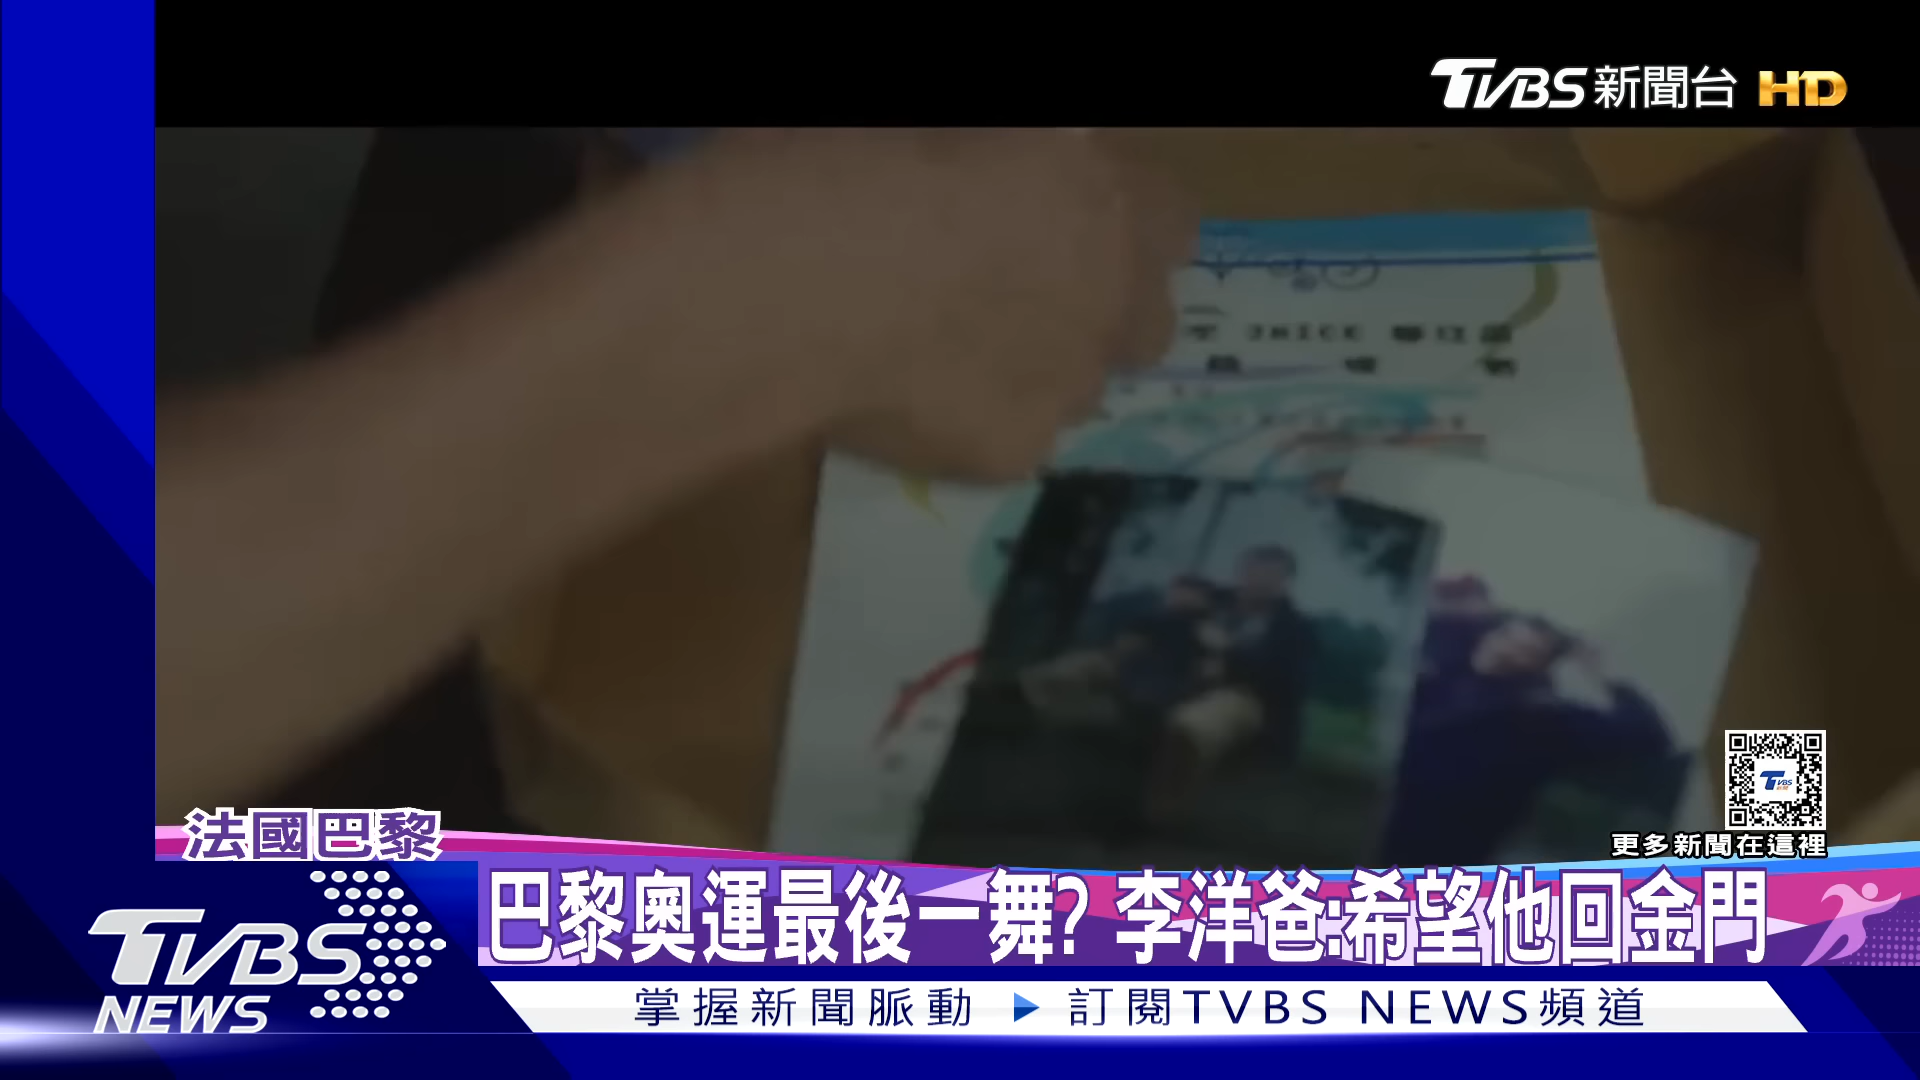 TVBS新聞台 HD
法國巴黎
TVBS
更多新聞在這裡
巴黎奧運最後一舞? 李洋爸:希望他回金門
TVBS NEWS
掌握新聞脈動 ▶ 訂閱TVBS NEWS頻道